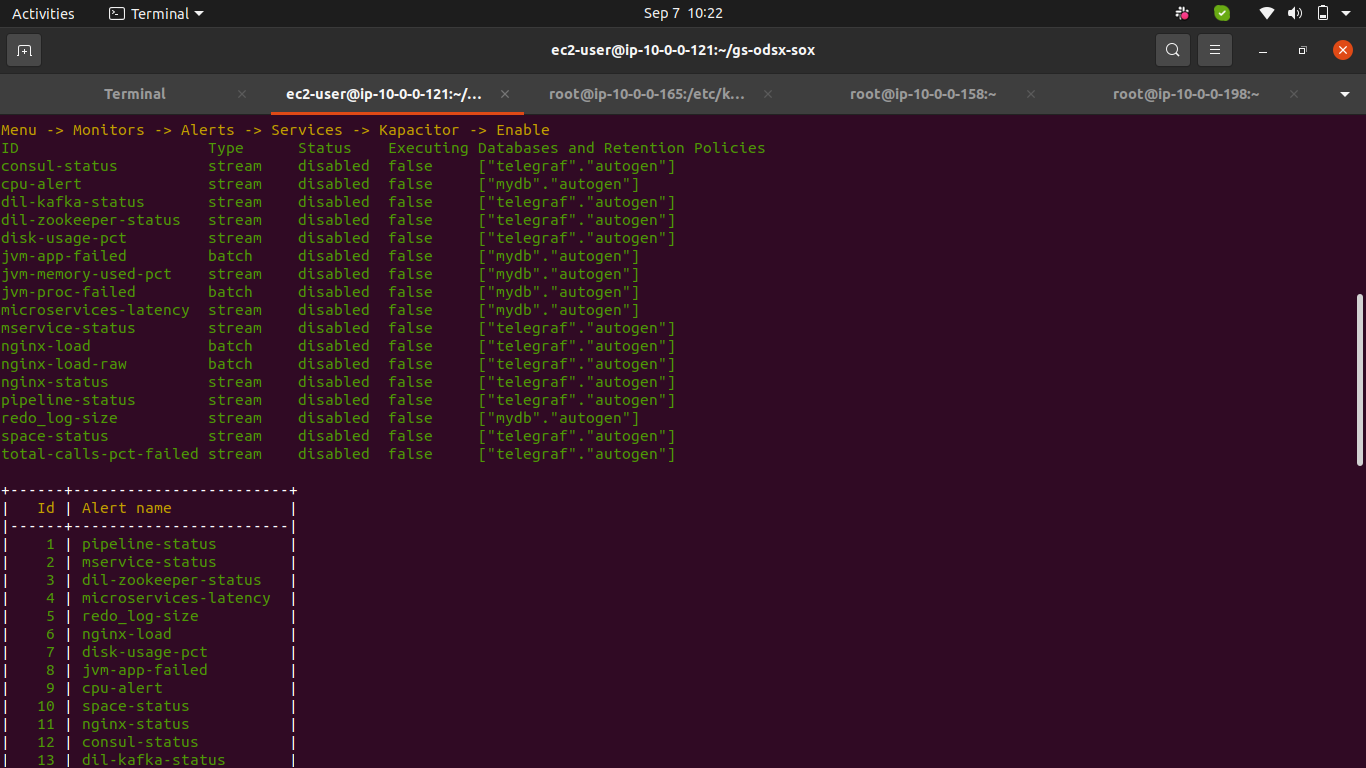 Activities Terminal Sep 7 10:22
ec2-user@ip-10-0-0-121:~/gs-odsx-sox
Terminal × ec2-user@ip-10-0-0-121:~/... × root@ip-10-0-0-165:/etc/k... × root@ip-10-0-0-158:~ × root@ip-10-0-0-198:~ ×
Menu -> Monitors -> Alerts -> Services -> Kapacitor -> Enable
ID                     Type      Status    Executing Databases and Retention Policies
consul-status          stream    disabled  false     ["telegraf"."autogen"]
cpu-alert              stream    disabled  false     ["mydb"."autogen"]
dil-kafka-status       stream    disabled  false     ["telegraf"."autogen"]
dil-zookeeper-status   stream    disabled  false     ["telegraf"."autogen"]
disk-usage-pct         stream    disabled  false     ["telegraf"."autogen"]
jvm-app-failed         batch     disabled  false     ["mydb"."autogen"]
jvm-memory-used-pct    stream    disabled  false     ["mydb"."autogen"]
jvm-proc-failed        batch     disabled  false     ["mydb"."autogen"]
microservices-latency  stream    disabled  false     ["mydb"."autogen"]
mservice-status        stream    disabled  false     ["telegraf"."autogen"]
nginx-load             batch     disabled  false     ["telegraf"."autogen"]
nginx-load-raw         batch     disabled  false     ["telegraf"."autogen"]
nginx-status           stream    disabled  false     ["telegraf"."autogen"]
pipeline-status        stream    disabled  false     ["telegraf"."autogen"]
redo_log-size          stream    disabled  false     ["mydb"."autogen"]
space-status           stream    disabled  false     ["telegraf"."autogen"]
total-calls-pct-failed stream    disabled  false     ["telegraf"."autogen"]
+------+------------------------+
|   Id | Alert name             |
|------+------------------------|
|    1 | pipeline-status        |
|    2 | mservice-status        |
|    3 | dil-zookeeper-status   |
|    4 | microservices-latency  |
|    5 | redo_log-size          |
|    6 | nginx-load             |
|    7 | disk-usage-pct         |
|    8 | jvm-app-failed         |
|    9 | cpu-alert              |
|   10 | space-status           |
|   11 | nginx-status           |
|   12 | consul-status          |
|   13 | dil-kafka-status       |